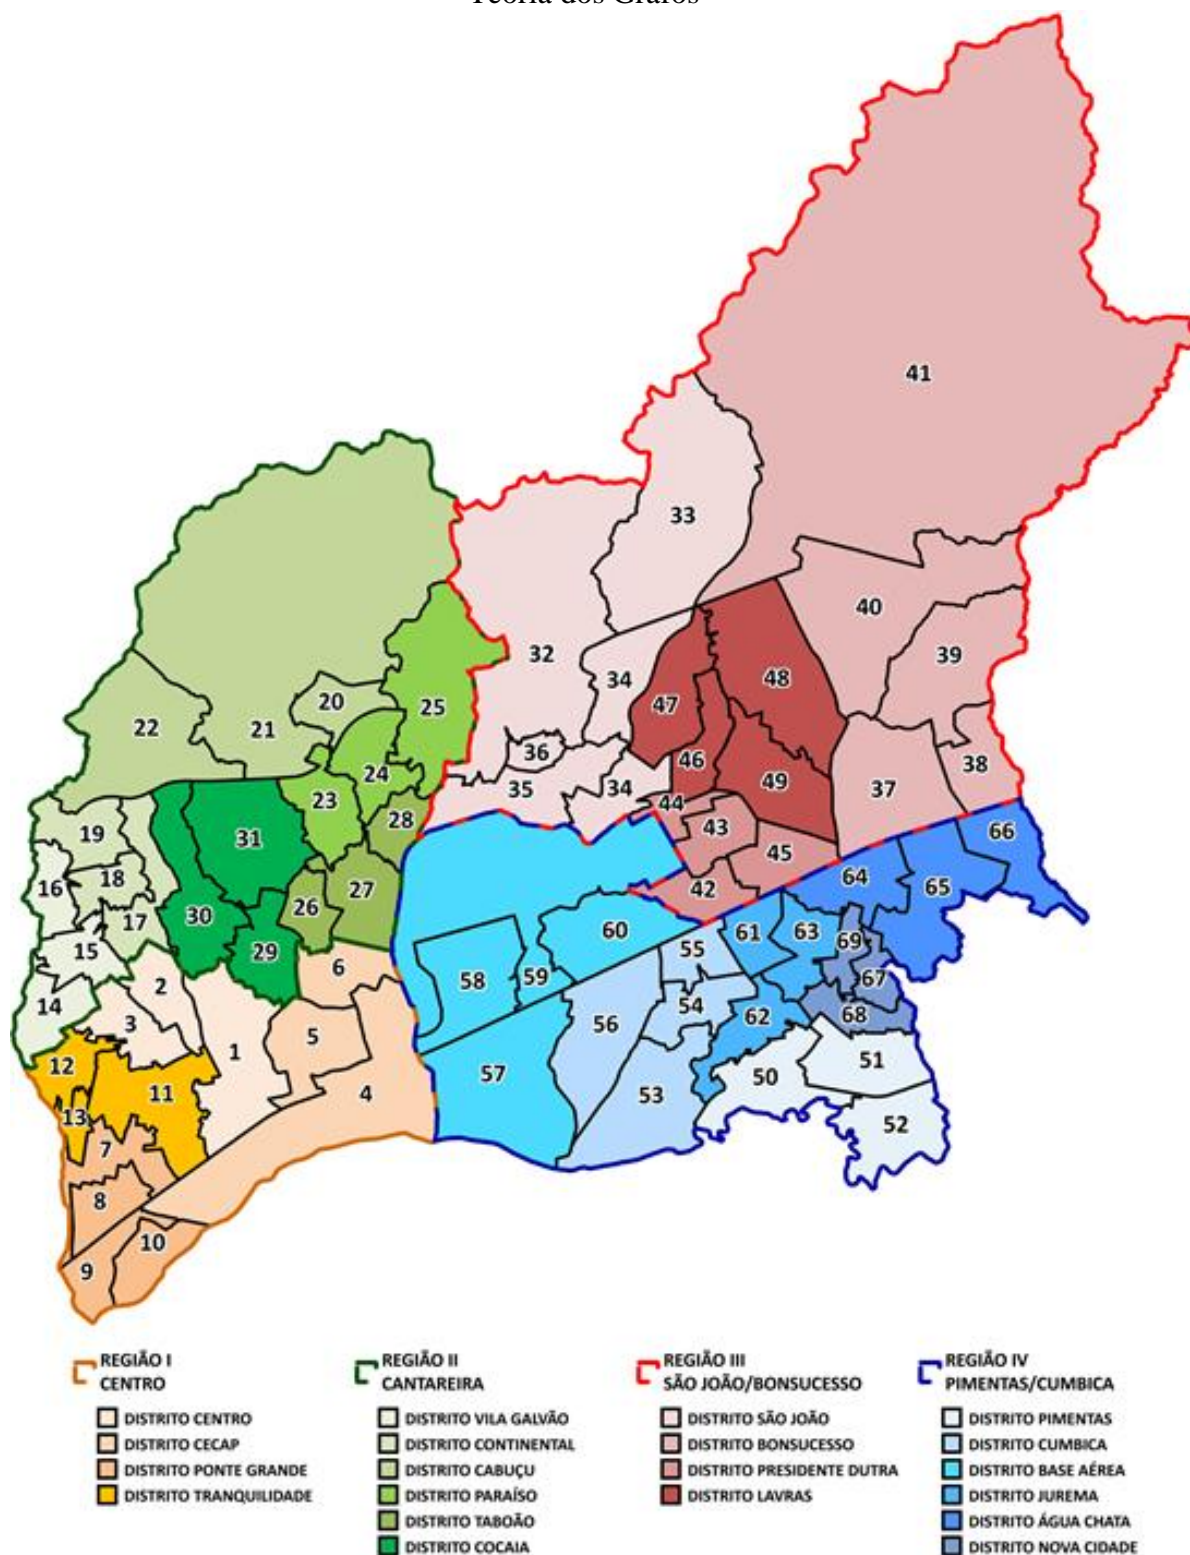 Teoria dos Grafos
41
33
40
32
39
34
48
20
25
47
22
21
36
46
38
24
34
35
49
37
23
44
28
43
31
66
19
45
64
16
18
42
65
27
26
17
30
60
61
63
69
15
29
55
6
2
58
59
67
14
54
68
3
62
56
5
1
51
12
57
50
11
4
53
13
52
7
8
10
9
REGIÃO I
CENTRO
DISTRITO CENTRO
DISTRITO CECAP
DISTRITO PONTE GRANDE
DISTRITO TRANQUILIDADE
REGIÃO II
CANTAREIRA
DISTRITO VILA GALVÃO
DISTRITO CONTINENTAL
DISTRITO CABUÇU
DISTRITO PARAÍSO
DISTRITO TABOÃO
DISTRITO COCAIA
REGIÃO III
SÃO JOÃO/BONSUCESSO
DISTRITO SÃO JOÃO
DISTRITO BONSUCESSO
DISTRITO PRESIDENTE DUTRA
DISTRITO LAVRAS
REGIÃO IV
PIMENTAS/CUMBICA
DISTRITO PIMENTAS
DISTRITO CUMBICA
DISTRITO BASE AÉREA
DISTRITO JUREMA
DISTRITO ÁGUA CHATA
DISTRITO NOVA CIDADE